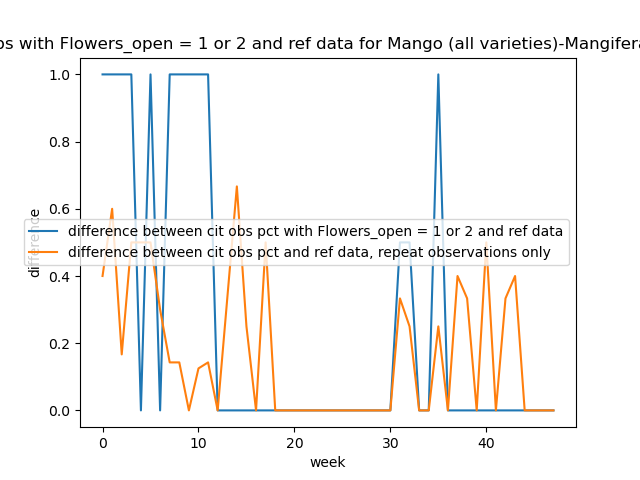 os with Flowers_open = 1 or 2 and ref data for Mango (all varieties)-Mangifera
1.0
0.8
0.6
0.4
0.2
0.0
difference
difference between cit obs pct with Flowers_open = 1 or 2 and ref data
difference between cit obs pct and ref data, repeat observations only
0 10 20 30 40
week